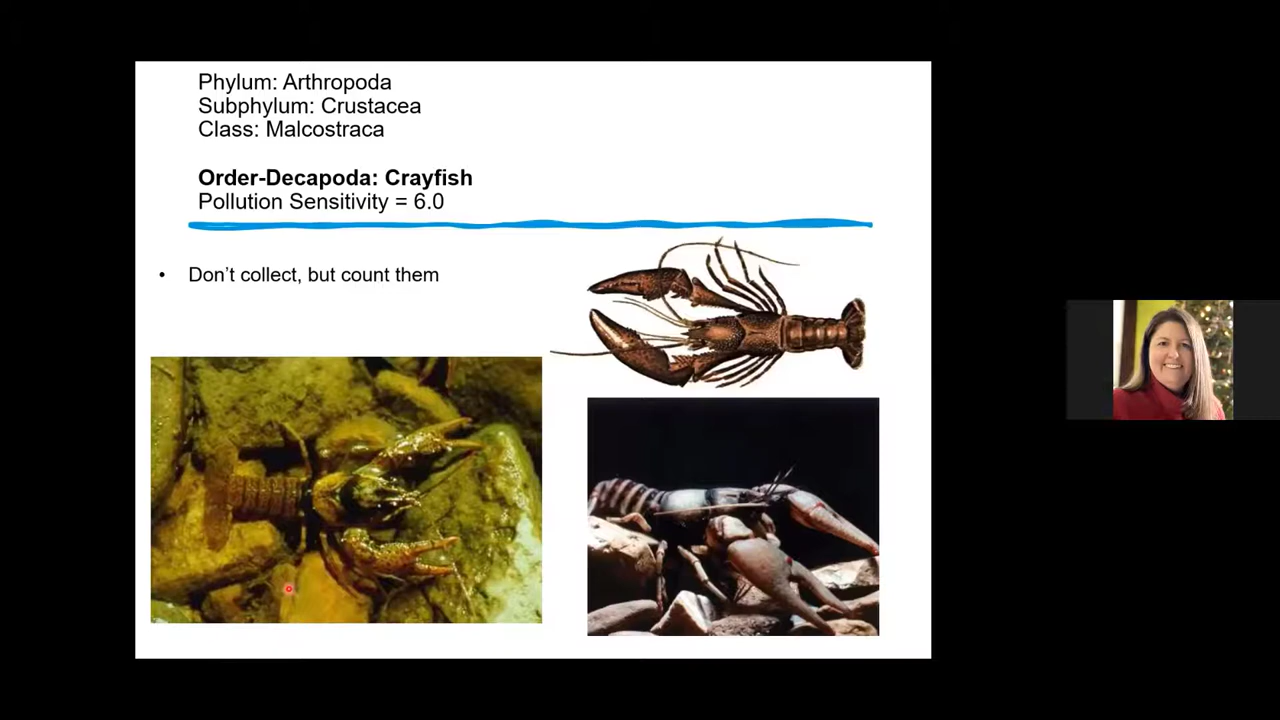 Phylum: Arthropoda
Subphylum: Crustacea
Class: Malcostraca
Order-Decapoda: Crayfish
Pollution Sensitivity = 6.0
• Don’t collect, but count them